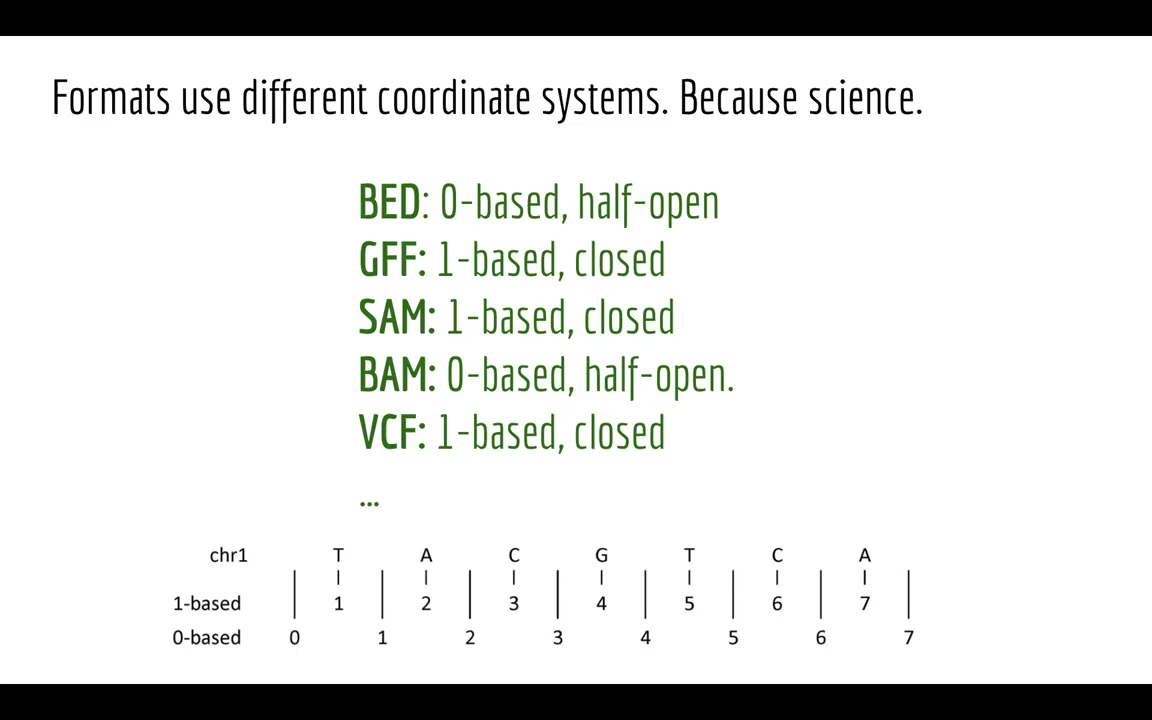 Formats use different coordinate systems. Because science.
BED: 0-based, half-open
GFF: 1-based, closed
SAM: 1-based, closed
BAM: 0-based, half-open.
VCF: 1-based, closed
...
chr1 T A C G T C A
1-based 1 2 3 4 5 6 7
0-based 0 1 2 3 4 5 6 7